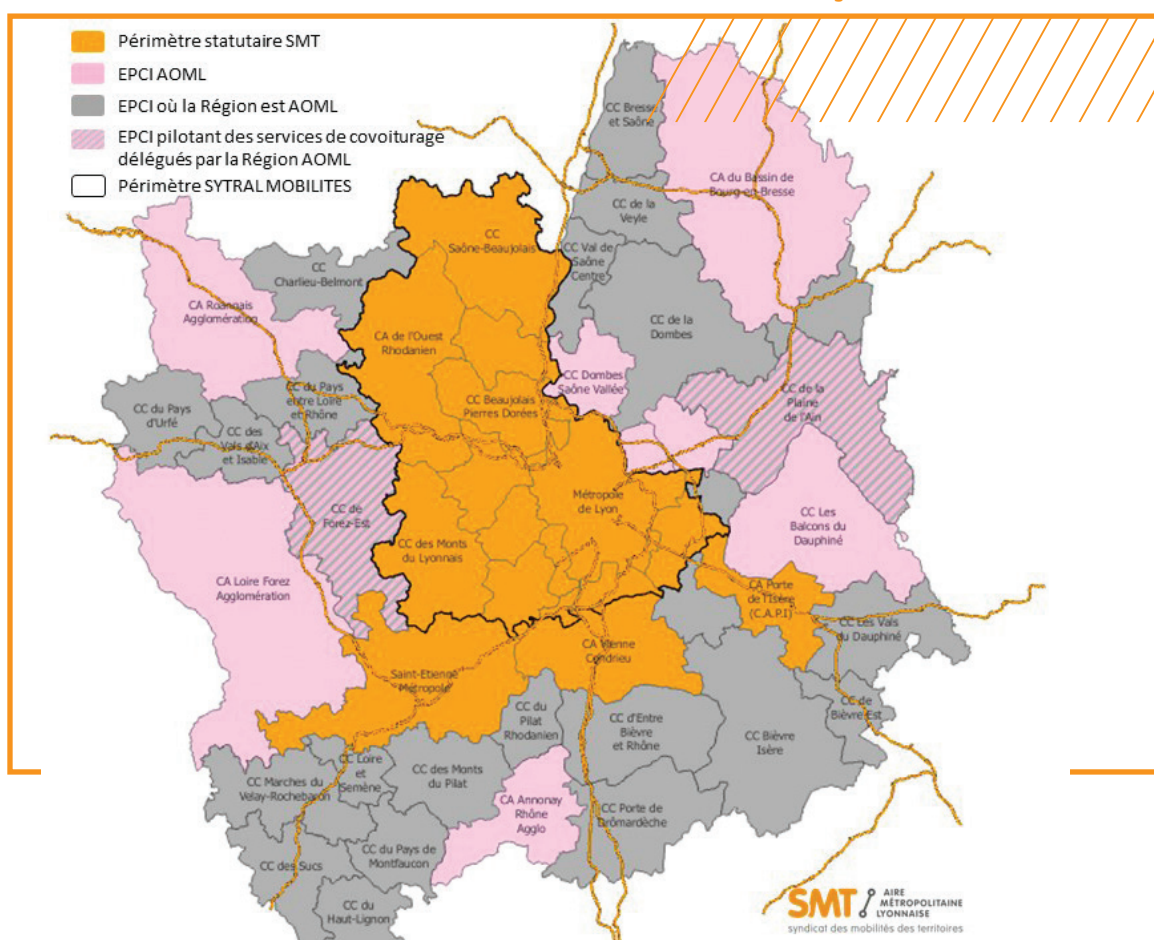 Périmètre statutaire SMT
EPCI AOML
EPCI où la Région est AOML
EPCI pilotant des services de covoiturage
délégués par la Région AOML
Périmètre SYTRAL MOBILITES
CC Bresse
et Saône
CA du Bassin de
Bourg-en-Bresse
CC de la
Veyle
CC
Saône-Beaujolais
CC Val de
Saône
Centre
CC
Charlieu-Belmont
CA Roannais
Agglomération
CC de la
Dombes
CA de l'Ouest
Rhodanien
CC Dombes
Saône Vallée
CC du Pays
entre Loire
et Rhône
CC Beaujolais
Pierres Dorées
CC de la
Plaine
de l'Ain
CC du Pays
d'Urfé
CC des
Vals d'Aix
et Isable
Métropole
de Lyon
CC de
Forez-Est
CC Les
Balcons du
Dauphiné
CC des Monts
du Lyonnais
CA Loire Forez
Agglomération
CA Porte
de l'Isère
(C.A.P.I)
CC Les Vals
du Dauphiné
CA Vienne
Condrieu
Saint-Etienne
Métropole
CC de
Bièvre Est
CC du
Pilat
Rhodanien
CC d'Entre
Bièvre
et Rhône
CC Bièvre
Isère
CC Loire
et
Semène
CC des Monts
du Pilat
CC Marches du
Velay-Rochebaron
CA Annonay
Rhône
Agglo
CC Porte de
Drômardèche
CC du Pays de
Montfaucon
CC des Sucs
CC du
Haut-Lignon
SMT
AIRE
MÉTROPOLITAINE
LYONNAISE
syndicat des mobilités des territoires